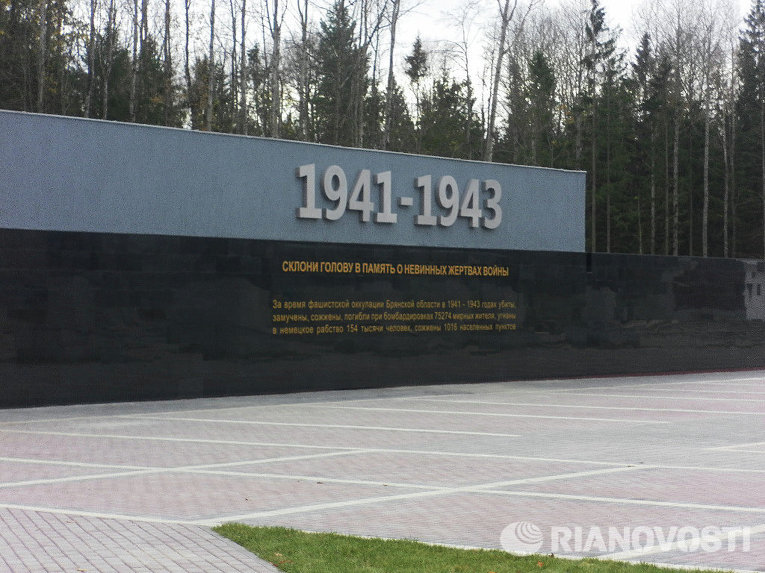 1941-1943
СКЛОНИ ГОЛОВУ В ПАМЯТЬ О НЕВИННЫХ ЖЕРТВАХ ВОЙНЫ
За время фашистской оккупации Брянской области в 1941 - 1943 годах убиты,
замучены, сожжены, погибли при бомбардировках 75274 мирных жителя, угнаны
в немецкое рабство 154 тысячи человек, сожжены 1016 населенных пунктов
RIANOVOSTI